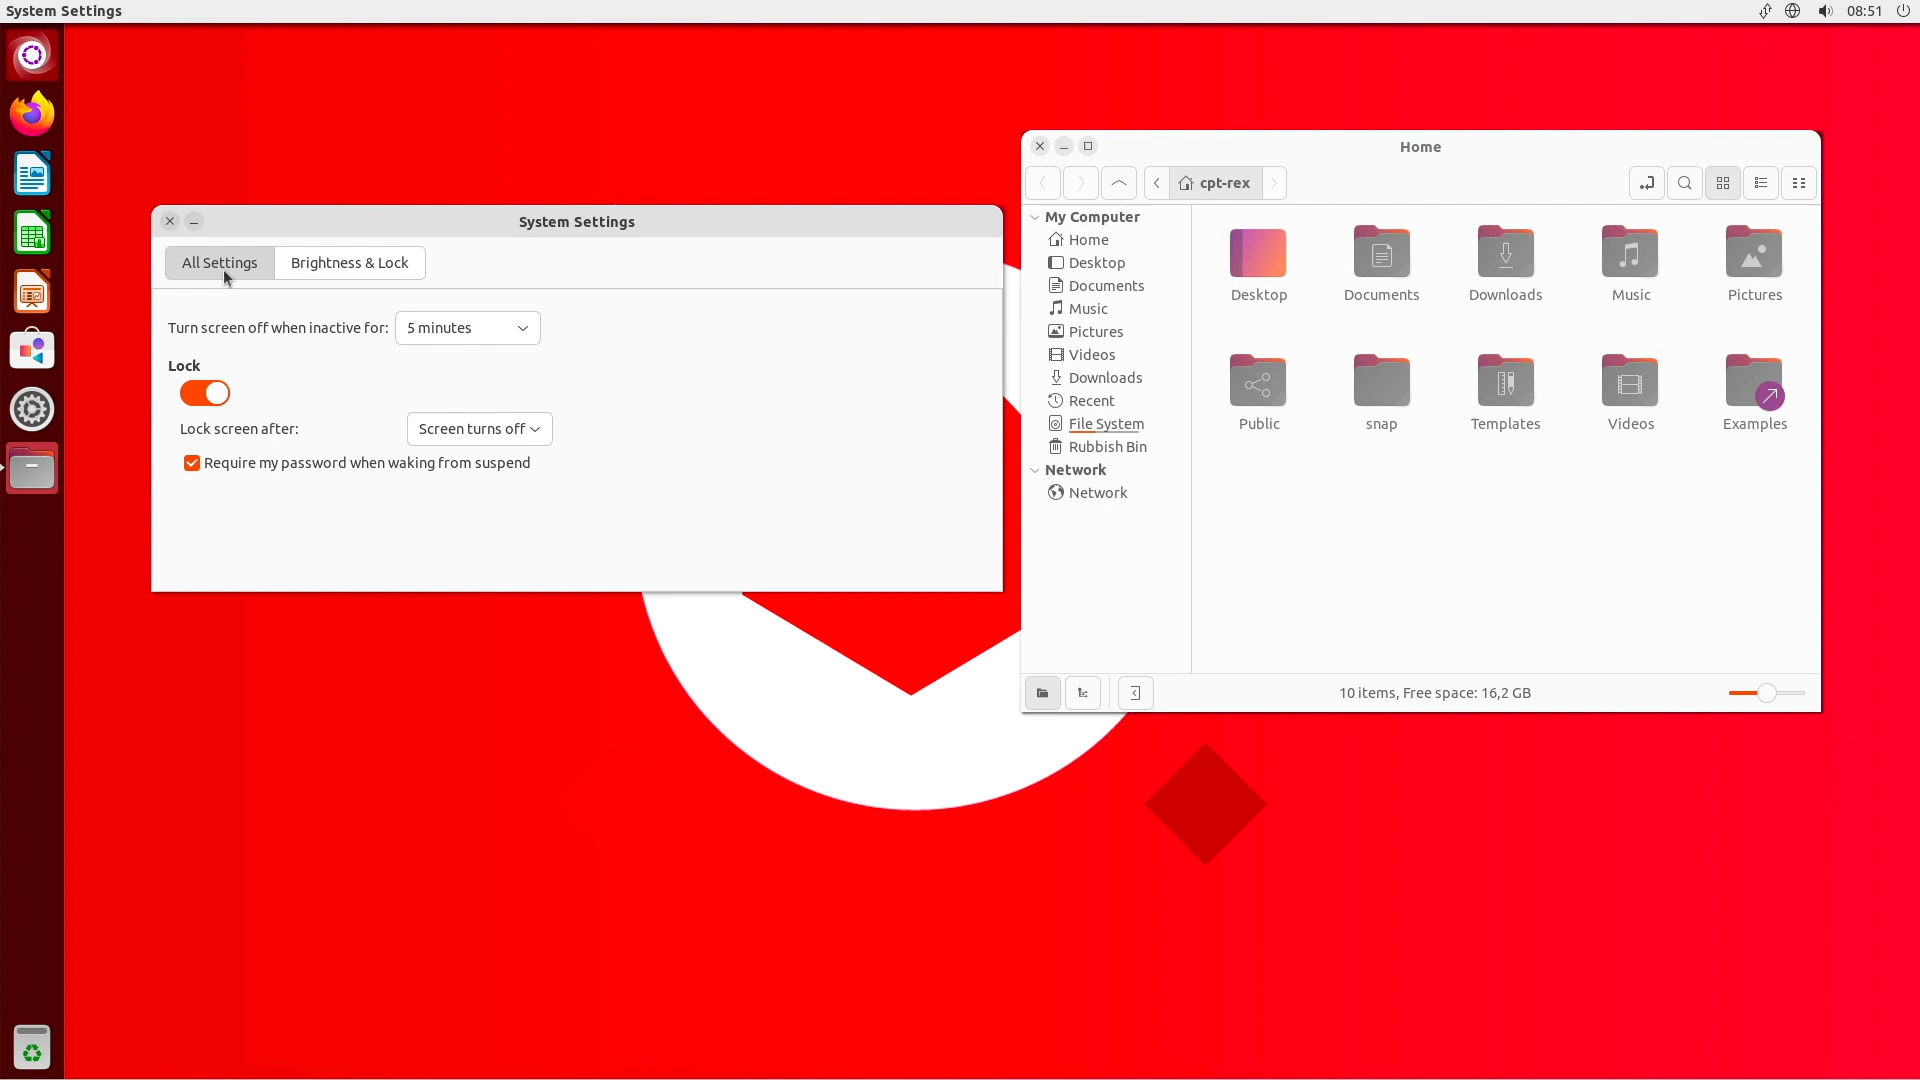 System Settings
08:51
System Settings
All Settings
Brightness & Lock
Turn screen off when inactive for:
5 minutes
Lock
Lock screen after:
Screen turns off
Require my password when waking from suspend
Home
cpt-rex
My Computer
Home
Desktop
Documents
Music
Pictures
Videos
Downloads
Recent
File System
Rubbish Bin
Network
Network
Desktop
Documents
Downloads
Music
Pictures
Public
snap
Templates
Videos
Examples
10 items, Free space: 16,2 GB